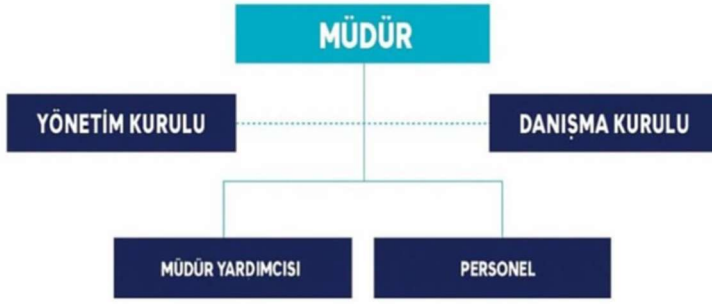 MÜDÜR
YÖNETİM KURULU
DANIŞMA KURULU
MÜDÜR YARDIMCISI
PERSONEL